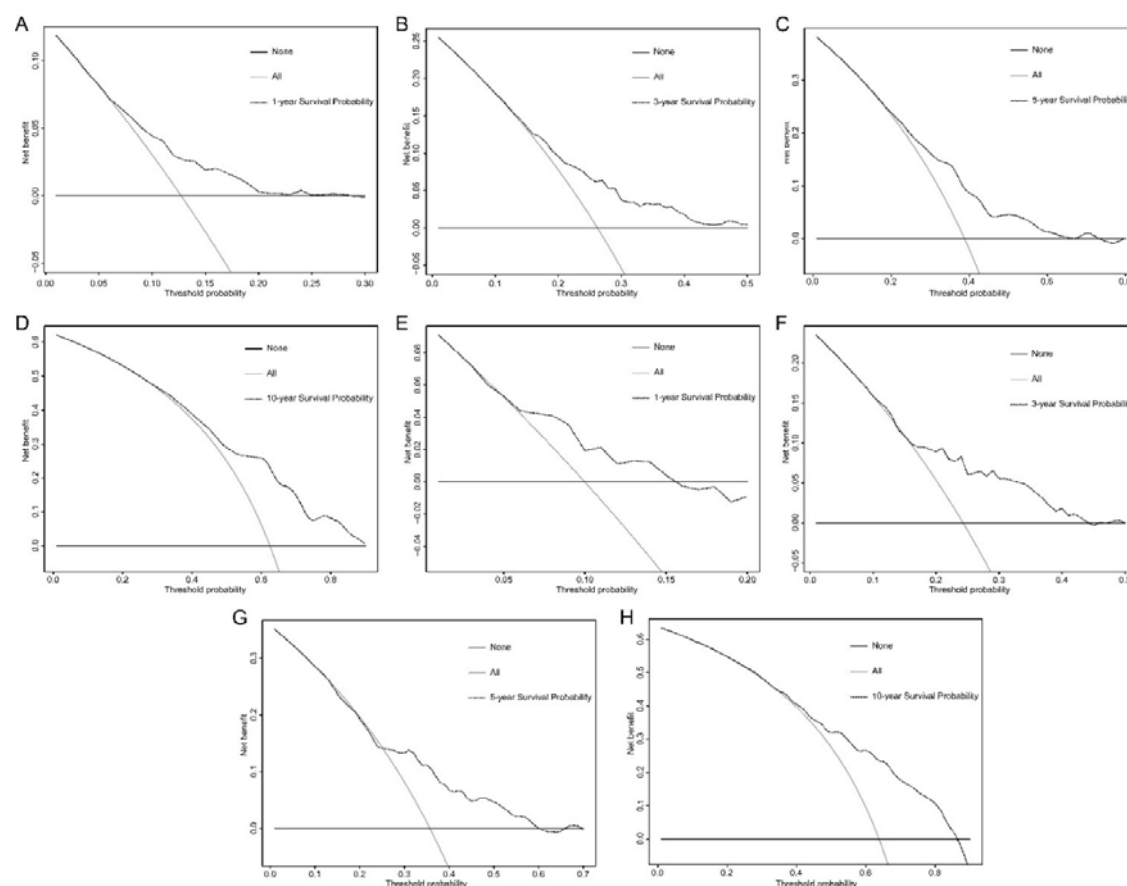 A
None
All
1-year Survival Probability
Net benefit
0.10
0.05
0.00
−0.05
0.00 0.05 0.10 0.15 0.20 0.25 0.30
Threshold probability
B
None
All
3-year Survival Probability
Net benefit
0.25
0.20
0.15
0.10
0.05
0.00
−0.05
0.0 0.1 0.2 0.3 0.4 0.5
Threshold probability
C
None
All
5-year Survival Probability
Net benefit
0.3
0.2
0.1
0.0
0.0 0.2 0.4 0.6 0.8
Threshold probability
D
None
All
10-year Survival Probability
Net benefit
0.6
0.5
0.4
0.3
0.2
0.1
0.0
0.0 0.2 0.4 0.6 0.8
Threshold probability
E
None
All
1-year Survival Probability
Net benefit
0.08
0.06
0.04
0.02
0.00
−0.02
−0.04
0.05 0.10 0.15 0.20
Threshold probability
F
None
All
3-year Survival Probability
Net benefit
0.20
0.15
0.10
0.05
0.00
−0.05
0.0 0.1 0.2 0.3 0.4 0.5
Threshold probability
G
None
All
5-year Survival Probability
Net benefit
0.3
0.2
0.1
0.0
0.0 0.1 0.2 0.3 0.4 0.5 0.6 0.7
Threshold probability
H
None
All
10-year Survival Probability
Net benefit
0.6
0.5
0.4
0.3
0.2
0.1
0.0
0.0 0.2 0.4 0.6 0.8
Threshold probability